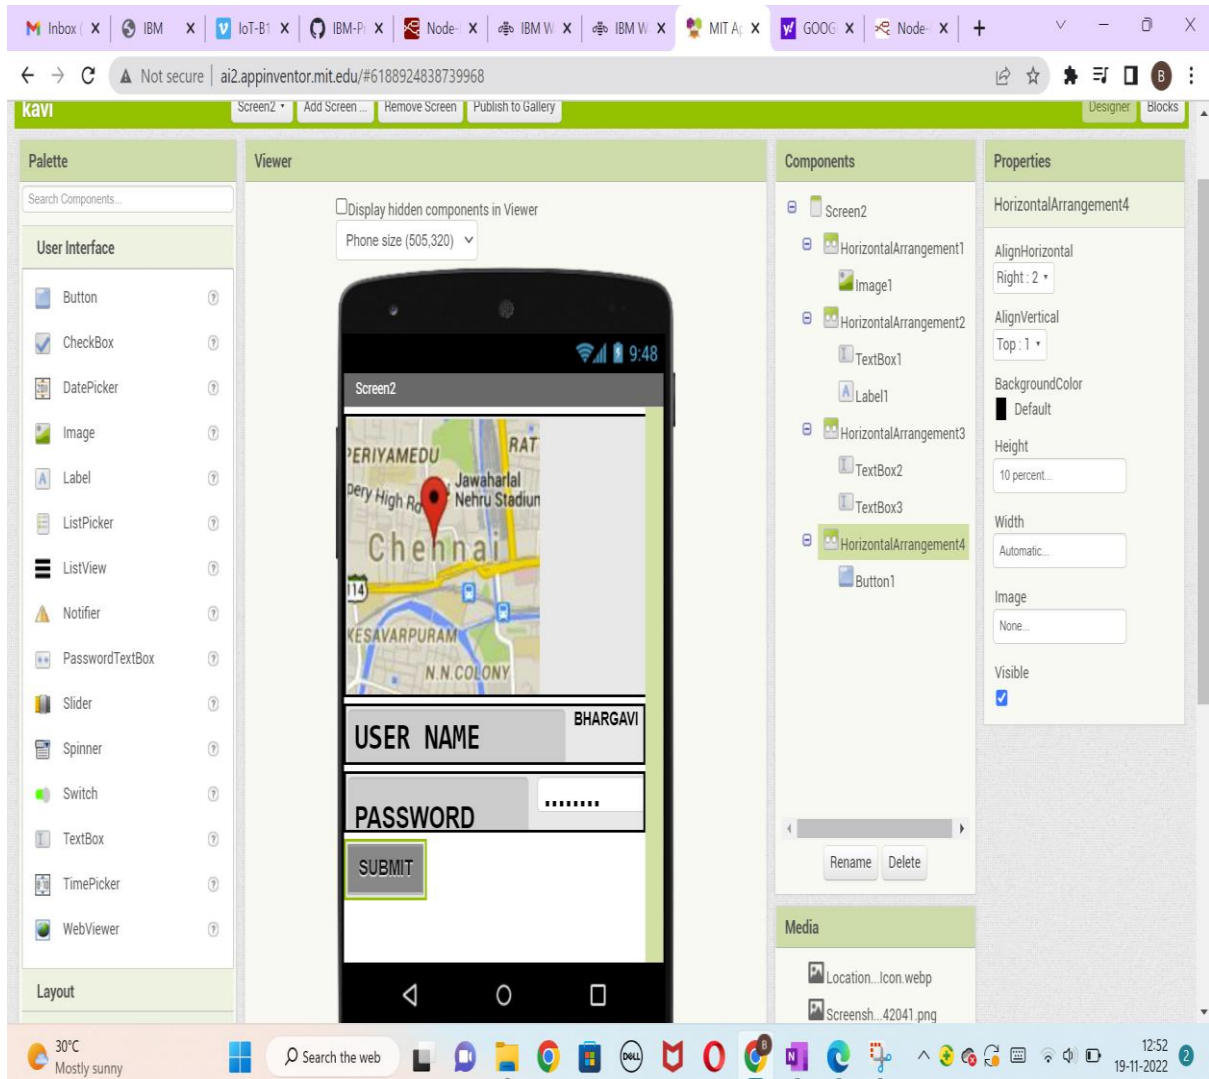 Inbox (
IBM
IoT-B1
IBM-P
Node-
IBM W
IBM W
MIT A
GOOG
Node-
Not secure | ai2.appinventor.mit.edu/#6188924838739968
B
kavi
Screen2
Add Screen ...
Remove Screen
Publish to Gallery
Designer
Blocks
Palette
Search Components...
User Interface
Button
CheckBox
DatePicker
Image
Label
ListPicker
ListView
Notifier
PasswordTextBox
Slider
Spinner
Switch
TextBox
TimePicker
WebViewer
Layout
Viewer
Display hidden components in Viewer
Phone size (505,320)
9:48
Screen2
PERIYAMEDU
RAT
pery High Rd
Jawaharlal
Nehru Stadiun
Chennai
114
KESAVARPURAM
N.N.COLONY
USER NAME
BHARGAVI
PASSWORD
........
SUBMIT
Components
Screen2
HorizontalArrangement1
Image1
HorizontalArrangement2
TextBox1
Label1
HorizontalArrangement3
TextBox2
TextBox3
HorizontalArrangement4
Button1
Rename
Delete
Media
Location...Icon.webp
Screensh...42041.png
Properties
HorizontalArrangement4
AlignHorizontal
Right : 2
AlignVertical
Top : 1
BackgroundColor
Default
Height
10 percent...
Width
Automatic...
Image
None...
Visible
30°C
Mostly sunny
Search the web
DELL
12:52
19-11-2022
2